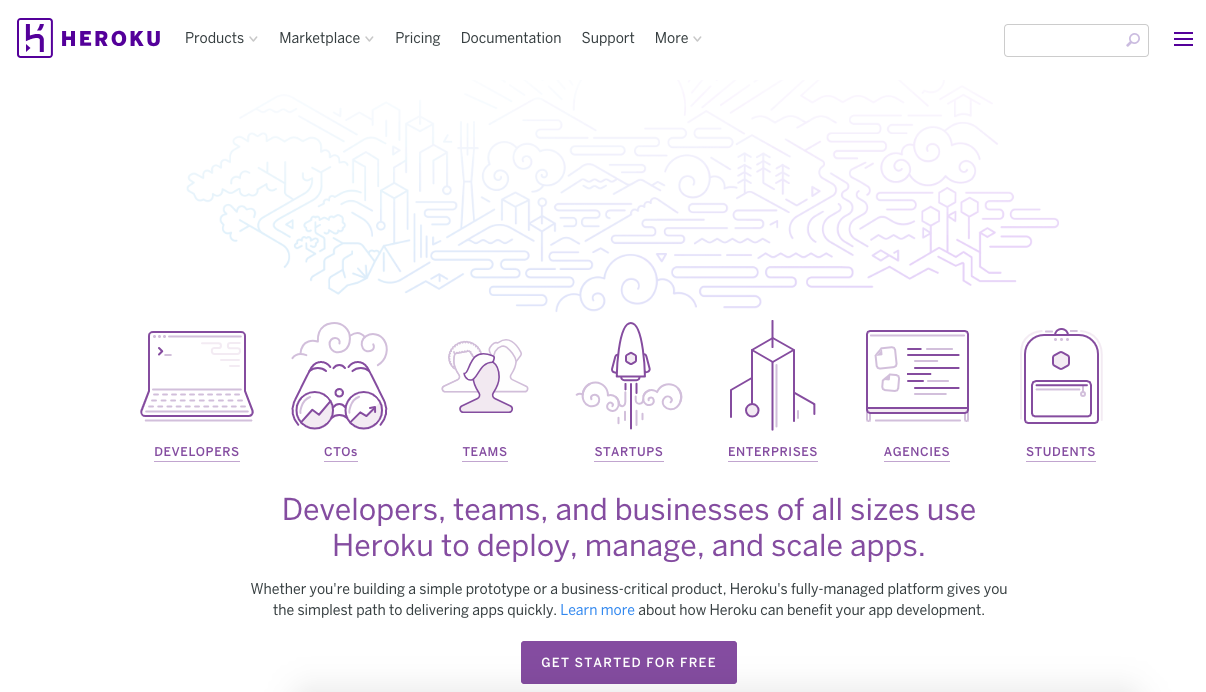 HEROKU
Products
Marketplace
Pricing
Documentation
Support
More
>_
DEVELOPERS
CTOs
TEAMS
STARTUPS
ENTERPRISES
AGENCIES
STUDENTS
Developers, teams, and businesses of all sizes use
Heroku to deploy, manage, and scale apps.
Whether you're building a simple prototype or a business-critical product, Heroku's fully-managed platform gives you
the simplest path to delivering apps quickly. Learn more about how Heroku can benefit your app development.
GET STARTED FOR FREE